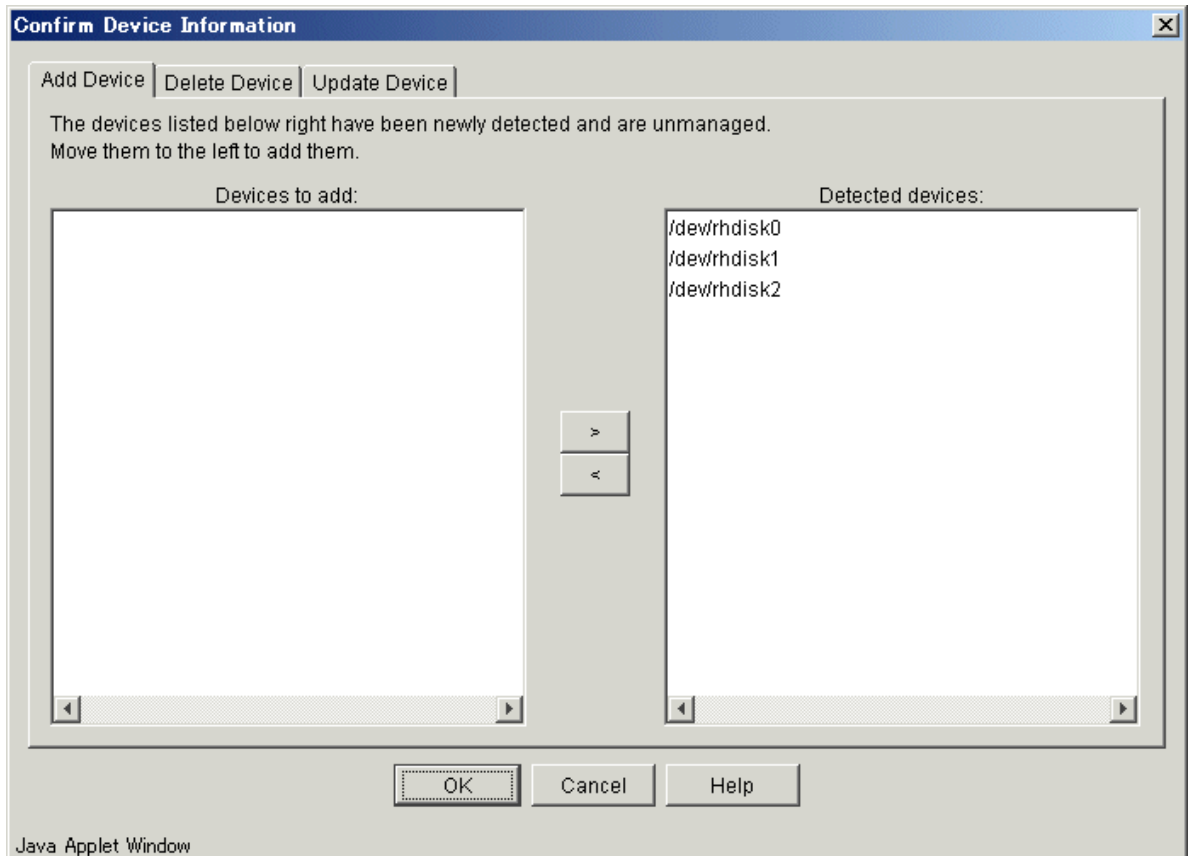 Confirm Device Information
Add Device Delete Device Update Device
The devices listed below right have been newly detected and are unmanaged.
Move them to the left to add them.
Devices to add: Detected devices:
/dev/rhdisk0
/dev/rhdisk1
/dev/rhdisk2
>
<
OK Cancel Help
Java Applet Window